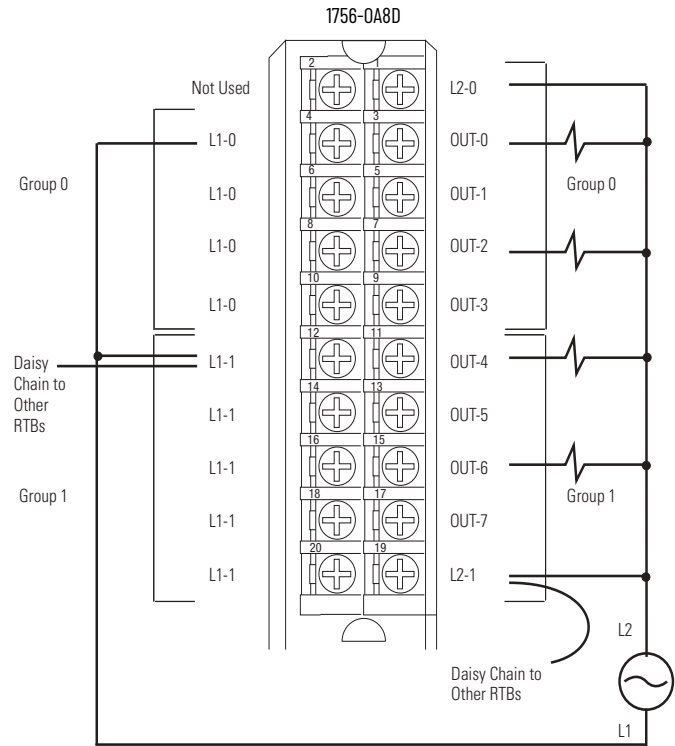 1756-OA8D
2 1
Not Used L2-0
4 3
L1-0 OUT-0
6 5
Group 0 L1-0 OUT-1 Group 0
8 7
L1-0 OUT-2
10 9
L1-0 OUT-3
12 11
Daisy
Chain to
Other
RTBs
L1-1 OUT-4
14 13
L1-1 OUT-5
16 15
L1-1 OUT-6
Group 1 Group 1
18 17
L1-1 OUT-7
20 19
L1-1 L2-1
L2
Daisy Chain to
Other RTBs
L1